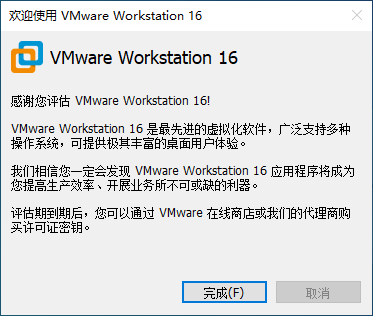 欢迎使用 VMware Workstation 16
VMware Workstation 16
感谢您评估 VMware Workstation 16!
VMware Workstation 16 是最先进的虚拟化软件，广泛支持多种
操作系统，可提供极其丰富的桌面用户体验。
我们相信您一定会发现 VMware Workstation 16 应用程序将成为
您提高生产效率、开展业务所不可或缺的利器。
评估期到期后，您可以通过 VMware 在线商店或我们的代理商购
买许可证密钥。
完成(F)
取消